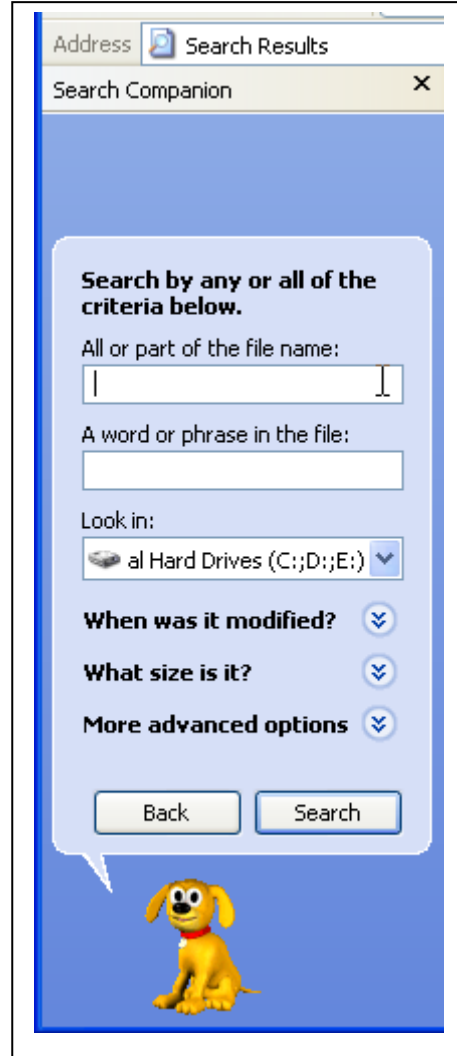 Address Search Results
Search Companion
Search by any or all of the
criteria below.
All or part of the file name:
A word or phrase in the file:
Look in:
al Hard Drives (C:;D:;E:)
When was it modified?
What size is it?
More advanced options
Back Search